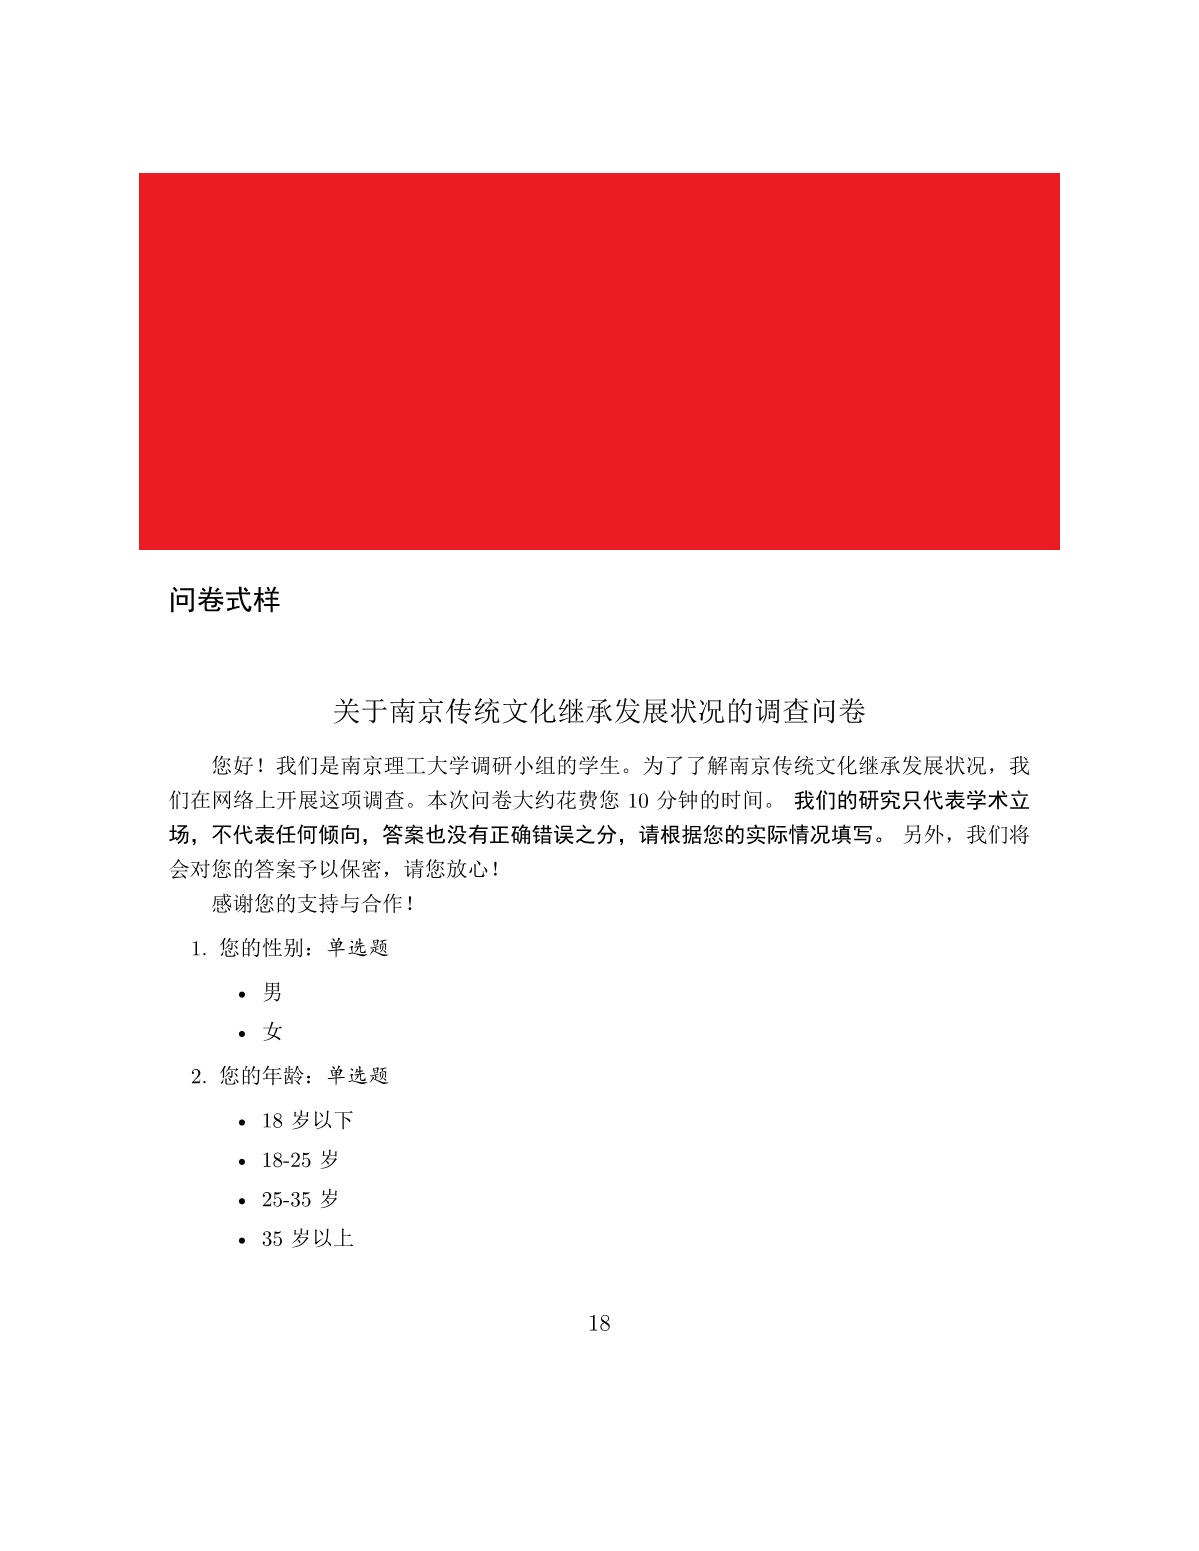 问卷式样
关于南京传统文化继承发展状况的调查问卷
您好！我们是南京理工大学调研小组的学生。为了了解南京传统文化继承发展状况，我
们在网络上开展这项调查。本次问卷大约花费您 10 分钟的时间。 我们的研究只代表学术立
场，不代表任何倾向，答案也没有正确错误之分，请根据您的实际情况填写。 另外，我们将
会对您的答案予以保密，请您放心！
感谢您的支持与合作！
1. 您的性别：单选题
• 男
• 女
2. 您的年龄：单选题
• 18 岁以下
• 18-25 岁
• 25-35 岁
• 35 岁以上
18